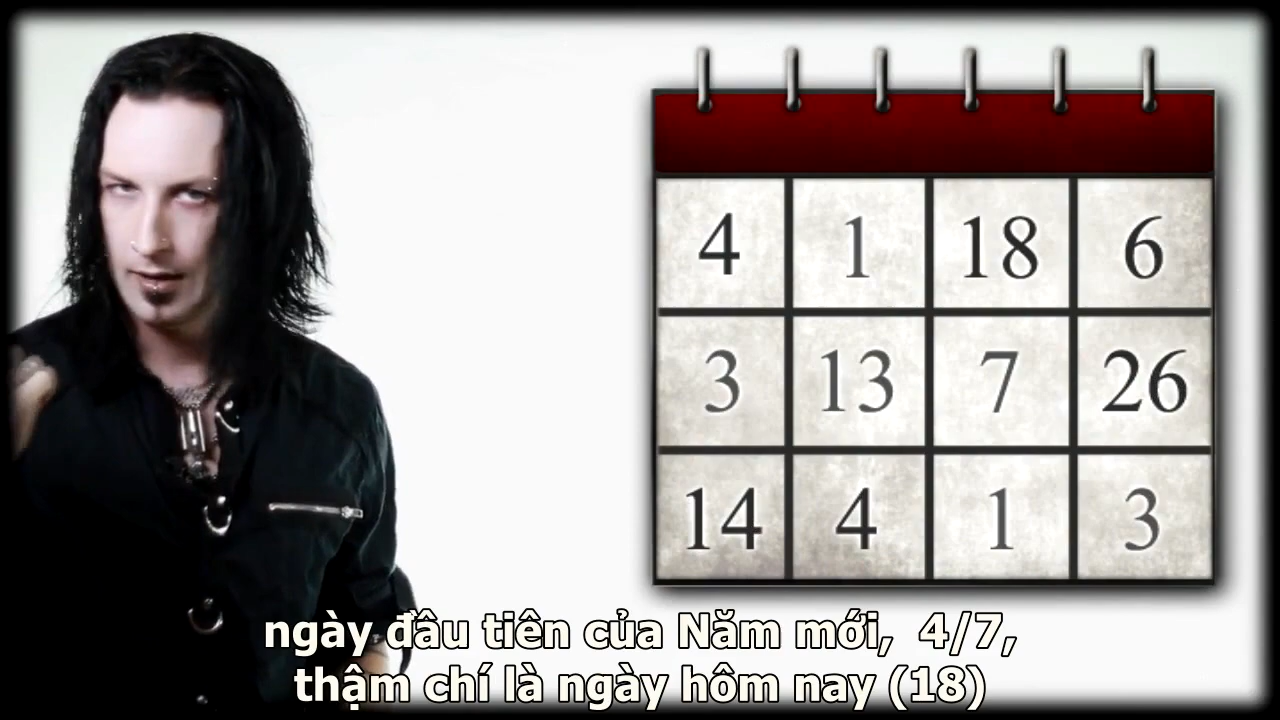 4 1 18 6
3 13 7 26
14 4 1 3
ngày đầu tiên của Năm mới, 4/7,
thậm chí là ngày hôm nay (18)